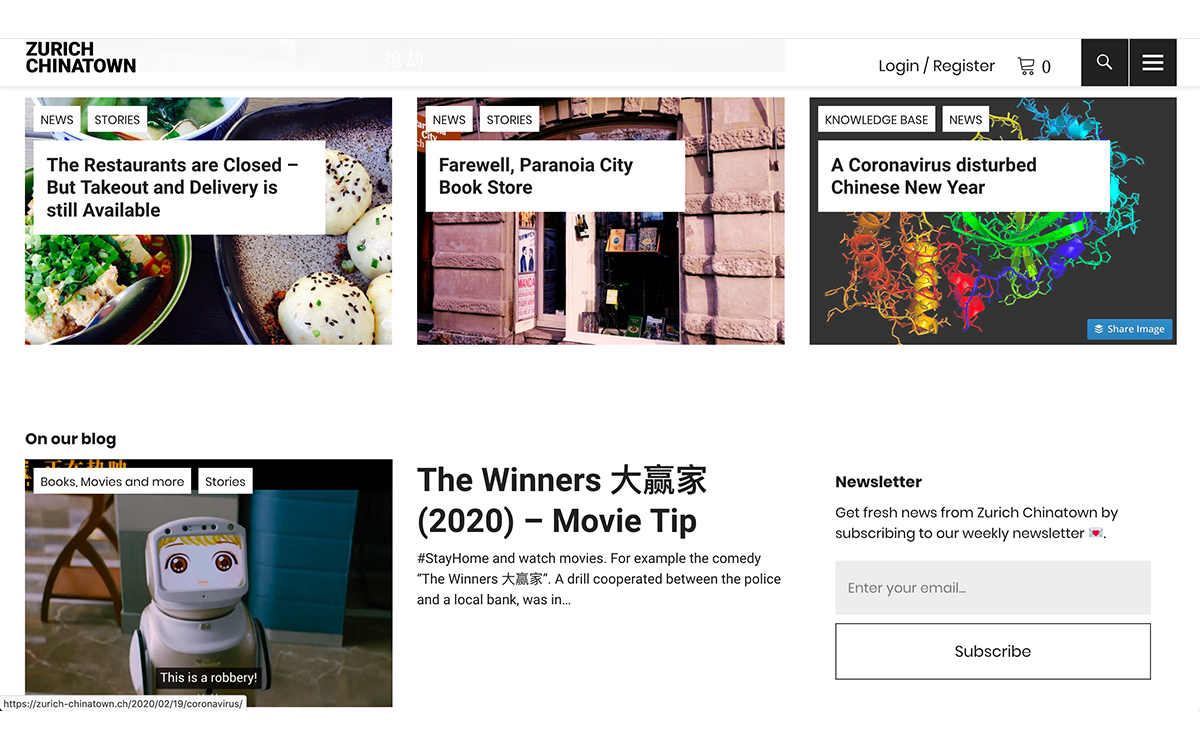 ZURICH
CHINATOWN
抢劫
Login / Register
0
NEWS
STORIES
The Restaurants are Closed –
But Takeout and Delivery is
still Available
NEWS
STORIES
Farewell, Paranoia City
Book Store
KNOWLEDGE BASE
NEWS
A Coronavirus disturbed
Chinese New Year
Share Image
On our blog
Books, Movies and more
Stories
This is a robbery!
The Winners 大赢家
(2020) – Movie Tip
#StayHome and watch movies. For example the comedy
“The Winners 大赢家”. A drill cooperated between the police
and a local bank, was in…
Newsletter
Get fresh news from Zurich Chinatown by
subscribing to our weekly newsletter 💌.
Enter your email...
Subscribe
https://zurich-chinatown.ch/2020/02/19/coronavirus/